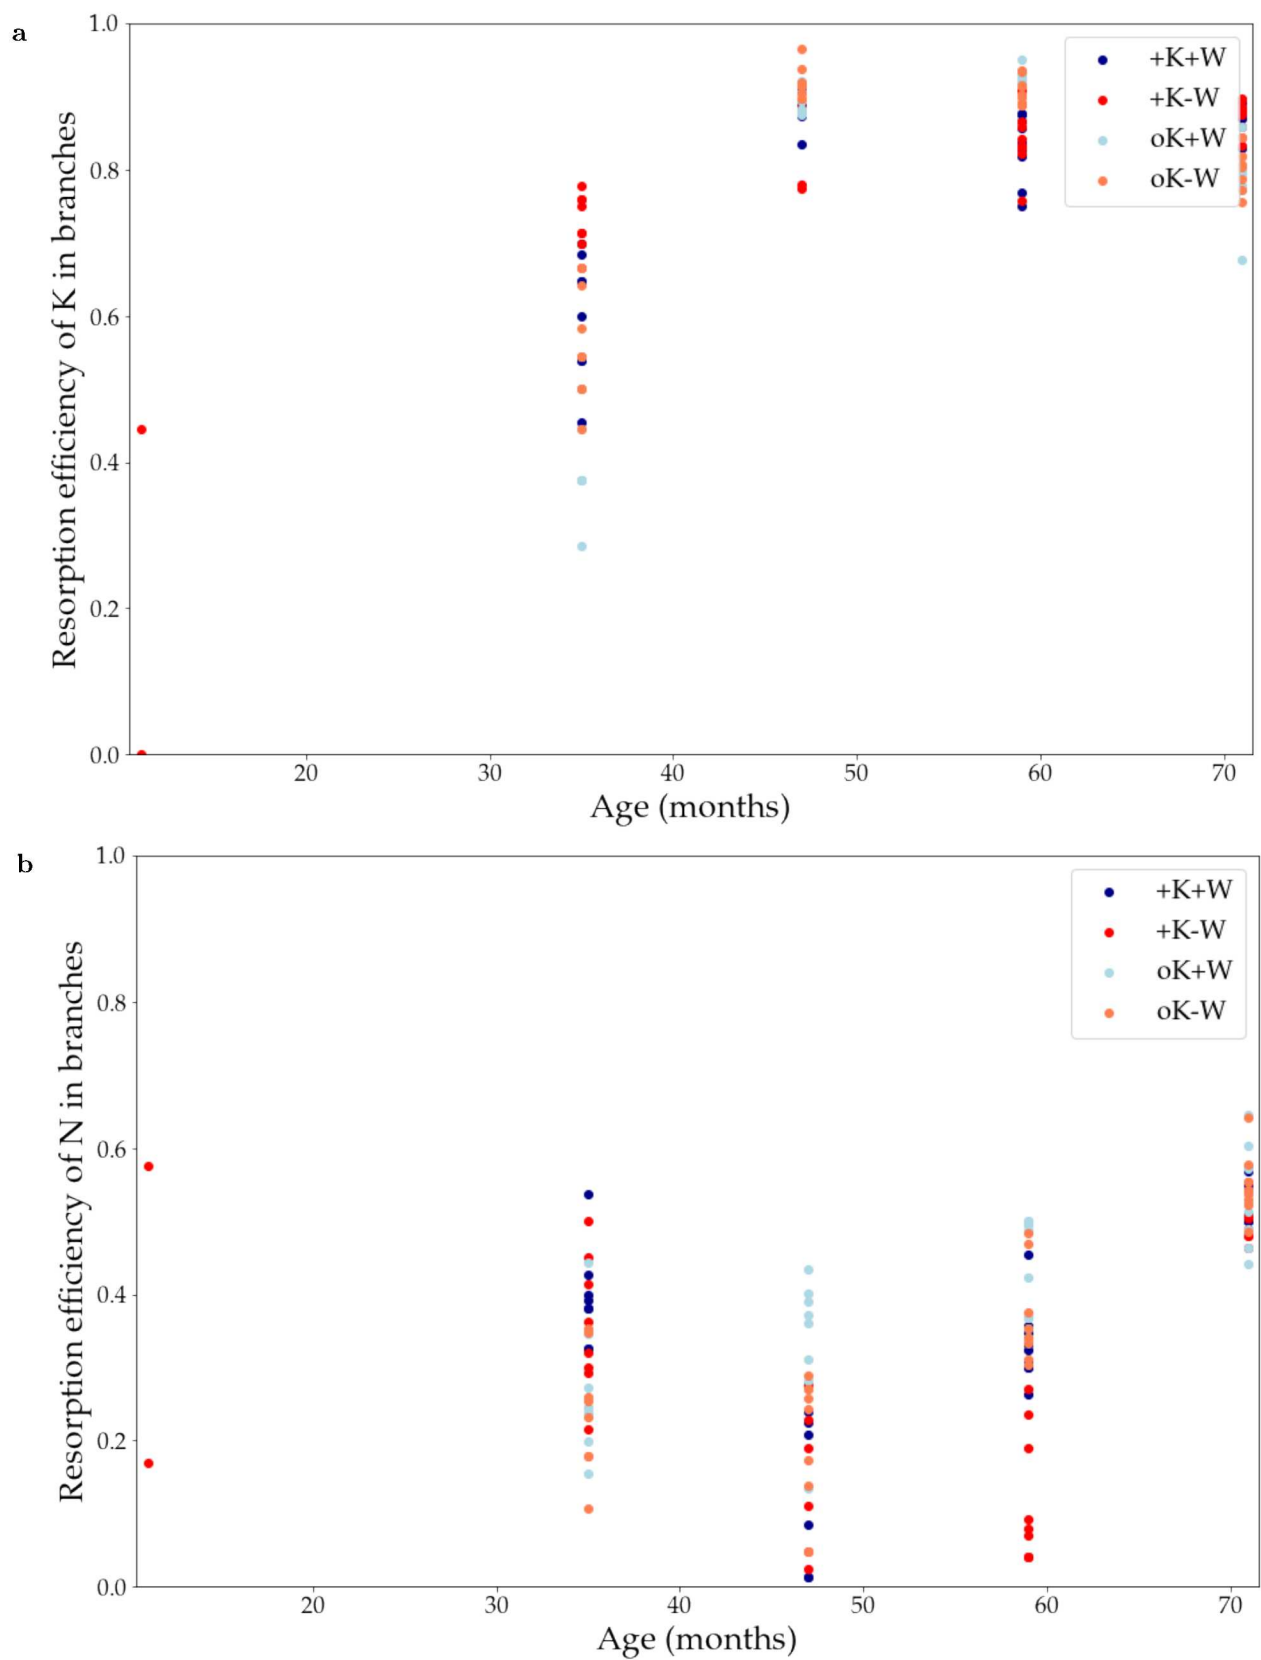 a
1.0
0.8
0.6
0.4
0.2
0.0
Resorption efficiency of K in branches
+K+W
+K-W
oK+W
oK-W
20 30 40 50 60 70
Age (months)
b
1.0
0.8
0.6
0.4
0.2
0.0
Resorption efficiency of N in branches
+K+W
+K-W
oK+W
oK-W
20 30 40 50 60 70
Age (months)